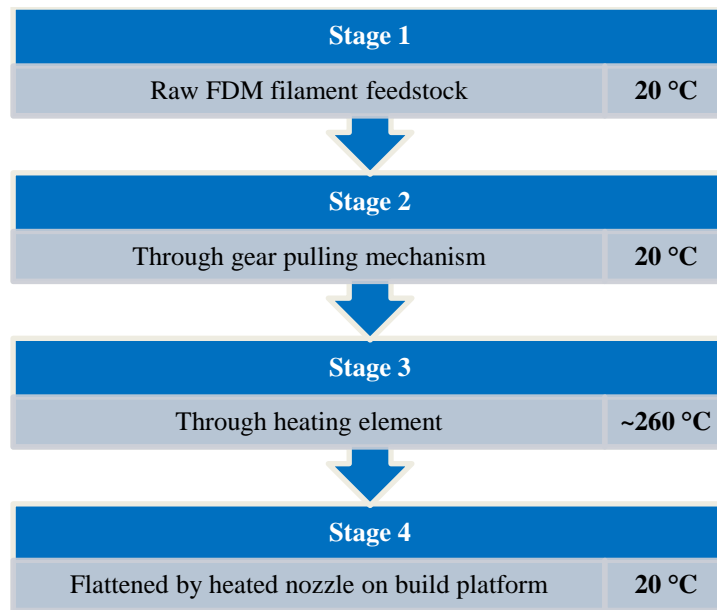 Stage 1
Raw FDM filament feedstock 20 °C
Stage 2
Through gear pulling mechanism 20 °C
Stage 3
Through heating element ~260 °C
Stage 4
Flattened by heated nozzle on build platform 20 °C